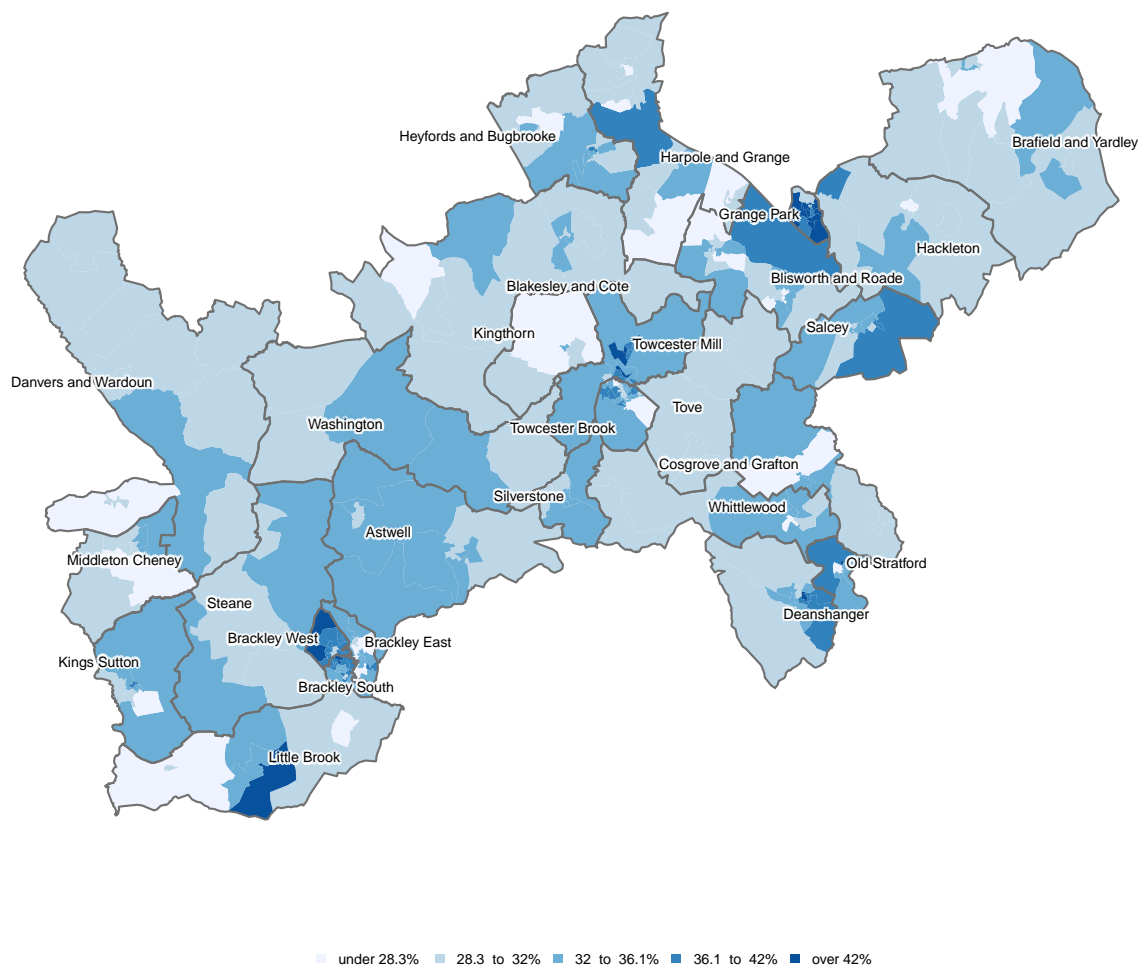 Heyfords and Bugbrooke
Brafield and Yardley
Harpole and Grange
Grange Park
Hackleton
Blisworth and Roade
Blakesley and Cote
Salcey
Kingthorn
Towcester Mill
Danvers and Wardoun
Tove
Washington
Towcester Brook
Cosgrove and Grafton
Silverstone
Whittlewood
Astwell
Middleton Cheney
Old Stratford
Steane
Deanshanger
Brackley West
Brackley East
Kings Sutton
Brackley South
Little Brook
under 28.3% 28.3 to 32% 32 to 36.1% 36.1 to 42% over 42%